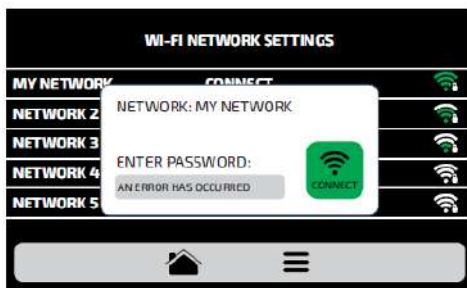 WI-FI NETWORK SETTINGS
MY NETWORK CONNECT
NETWORK 2
NETWORK 3
NETWORK 4
NETWORK 5
NETWORK: MY NETWORK
ENTER PASSWORD:
AN ERROR HAS OCCURRED
CONNECT